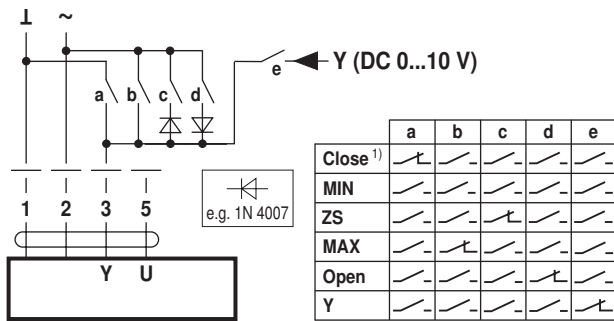 ⊥ ~
e
Y (DC 0...10 V)
a b c d
1 2 3 5
e.g. 1N 4007
Y U
a b c d e
Close 1)
MIN
ZS
MAX
Open
Y